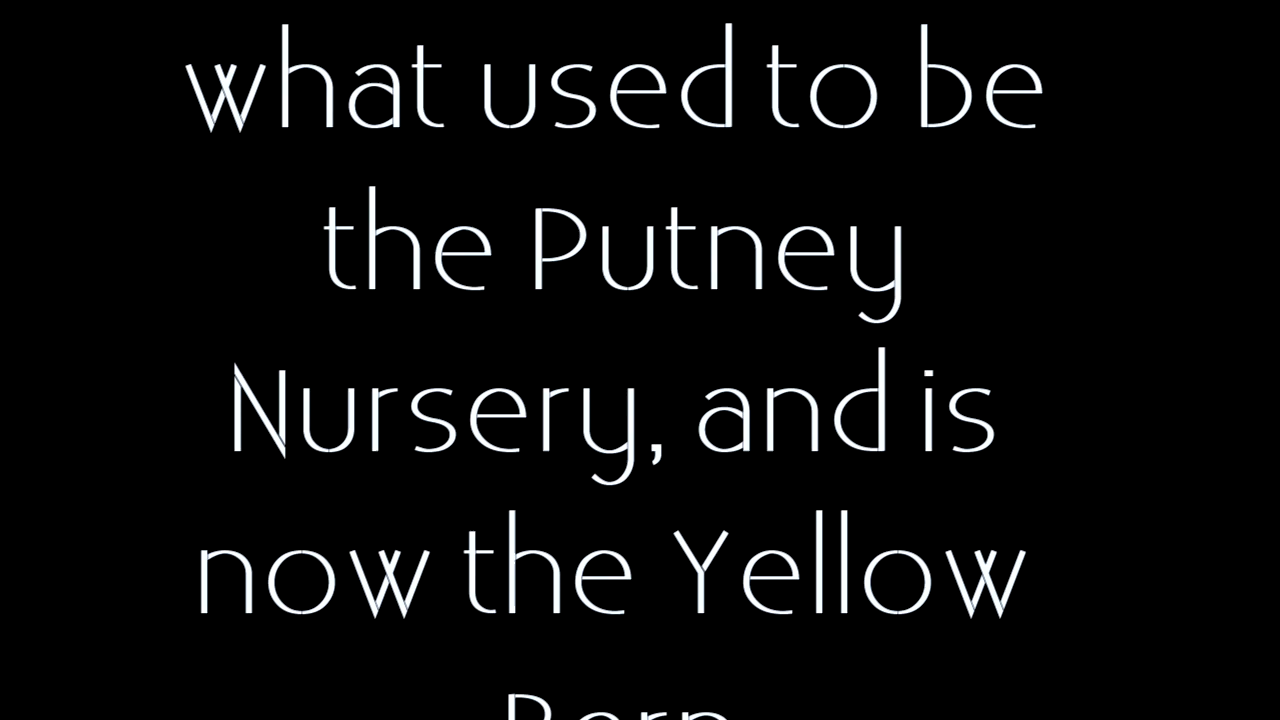 what used to be
the Putney
Nursery, and is
now the Yellow